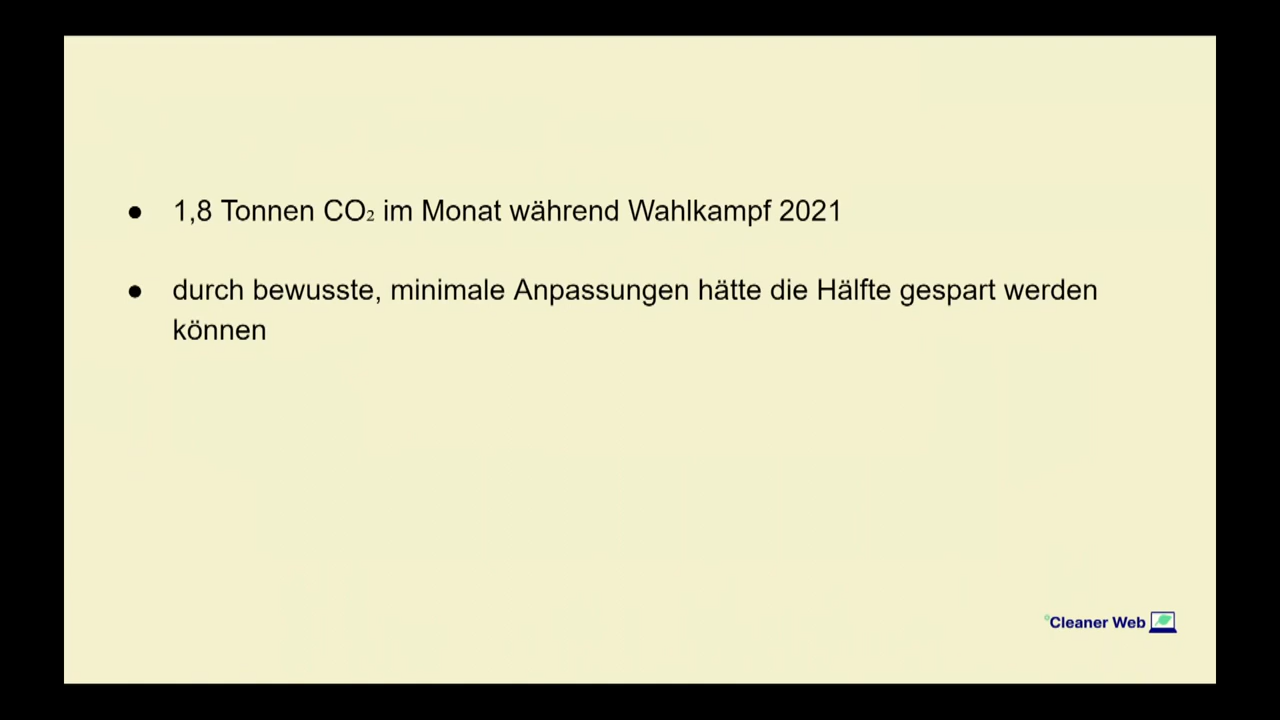 ● 1,8 Tonnen CO₂ im Monat während Wahlkampf 2021
● durch bewusste, minimale Anpassungen hätte die Hälfte gespart werden
können
Cleaner Web